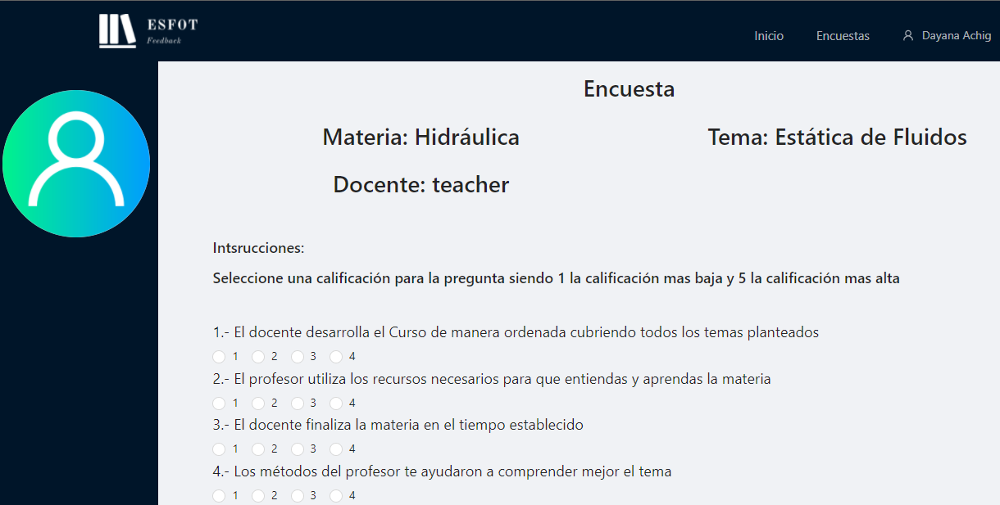 ESFOT
Feedback
Inicio Encuestas Dayana Achig
Encuesta
Materia: Hidráulica Tema: Estática de Fluidos
Docente: teacher
Intsrucciones:
Seleccione una calificación para la pregunta siendo 1 la calificación mas baja y 5 la calificación mas alta
1.- El docente desarrolla el Curso de manera ordenada cubriendo todos los temas planteados
1 2 3 4
2.- El profesor utiliza los recursos necesarios para que entiendas y aprendas la materia
1 2 3 4
3.- El docente finaliza la materia en el tiempo establecido
1 2 3 4
4.- Los métodos del profesor te ayudaron a comprender mejor el tema
1 2 3 4